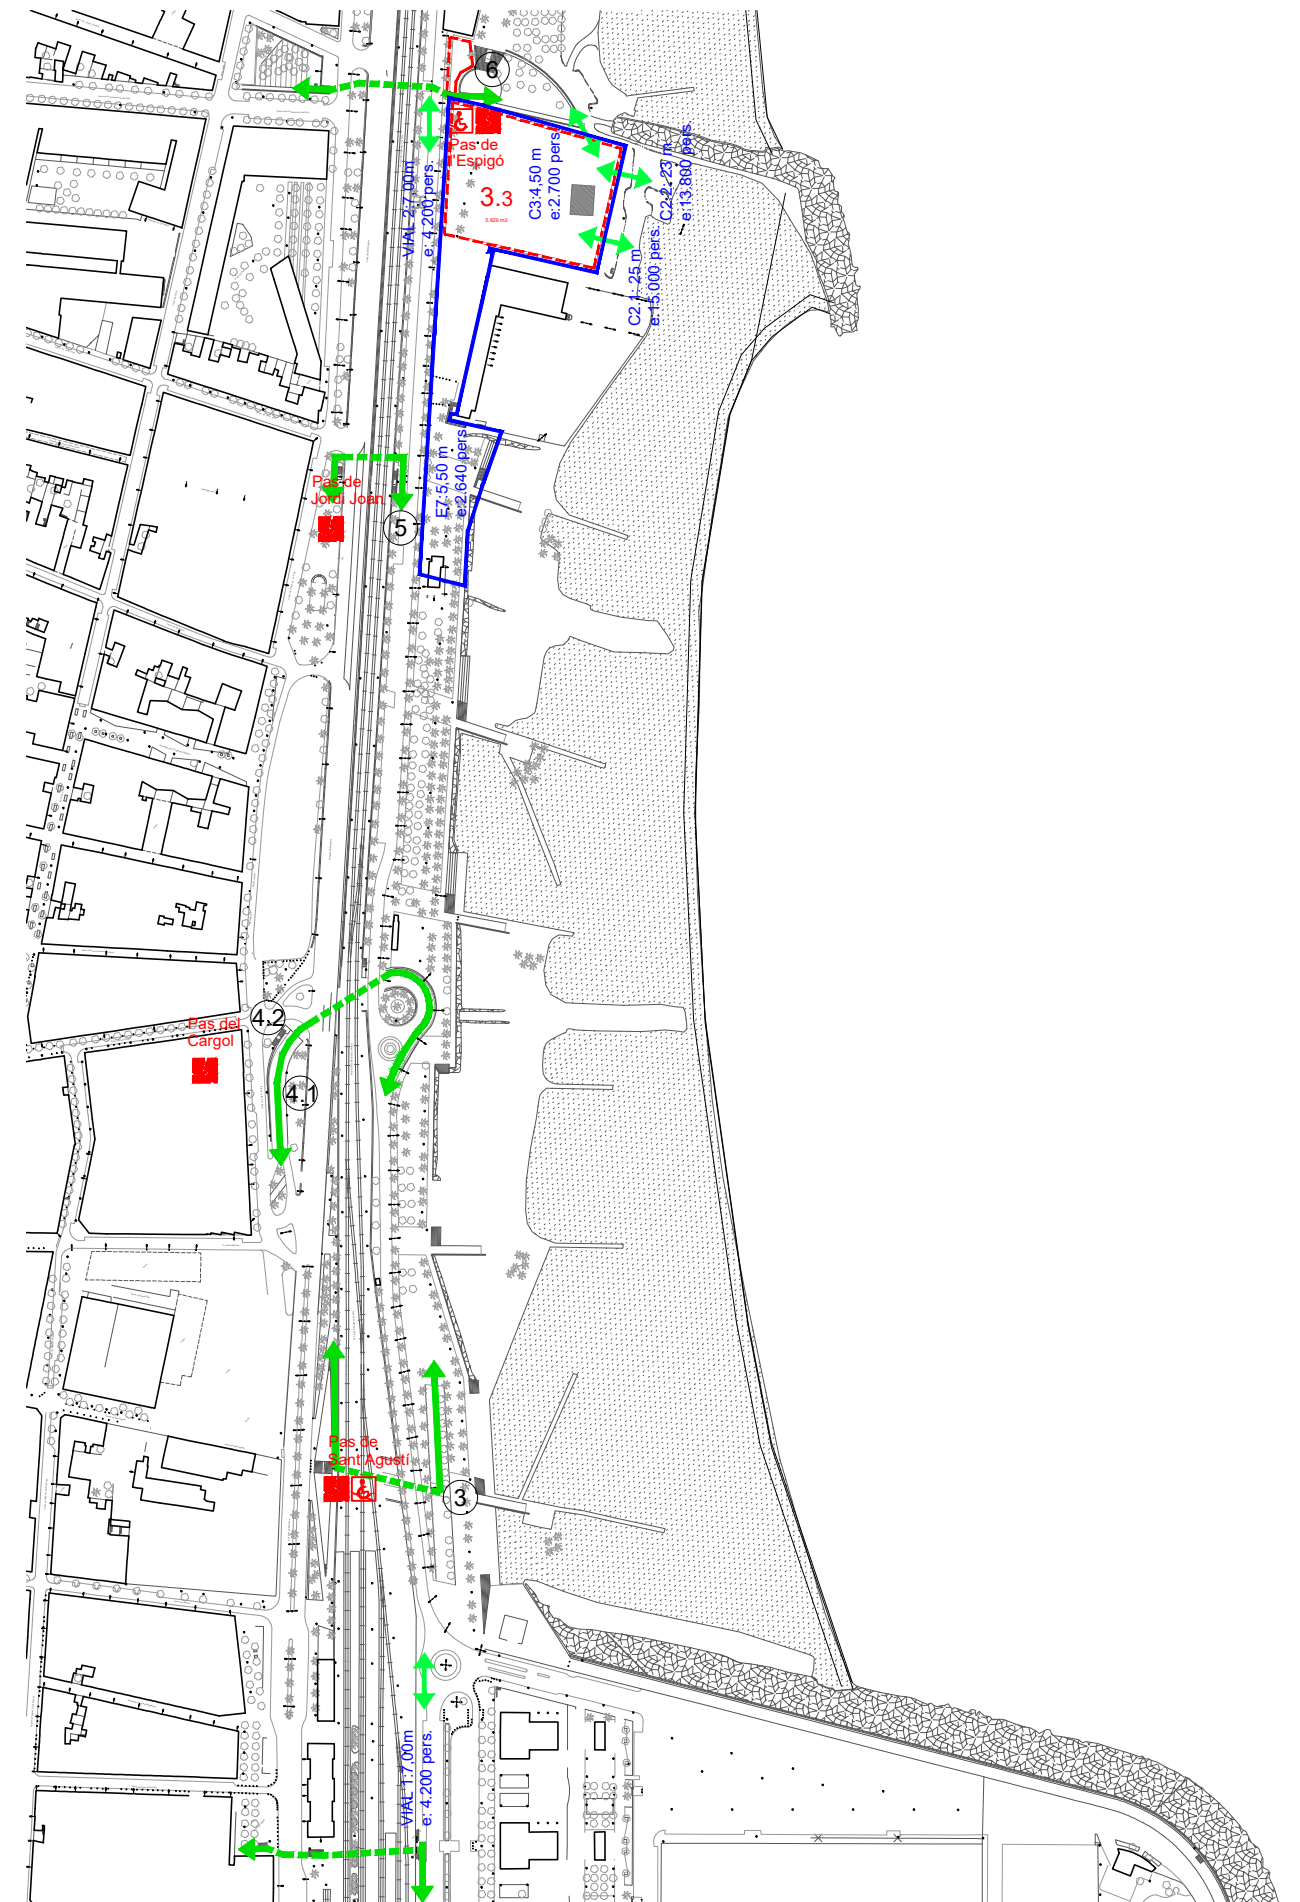 6
Pas de
l'Espigó
3.3
5.829 m2
VIAL 2:7,00m
e: 4.200 pers.
C3:4,50 m
e:2.700 pers.
C2.2: 23 m
e:13.800 pers.
C2.1: 25 m
e:15.000 pers.
Pas de
Jordi Joan
5
E7:5,50 m
e:2.640 pers.
4.2
Pas del
Cargol
4.1
Pas de
Sant Agustí
3
VIAL 1:7,00m
e: 4.200 pers.